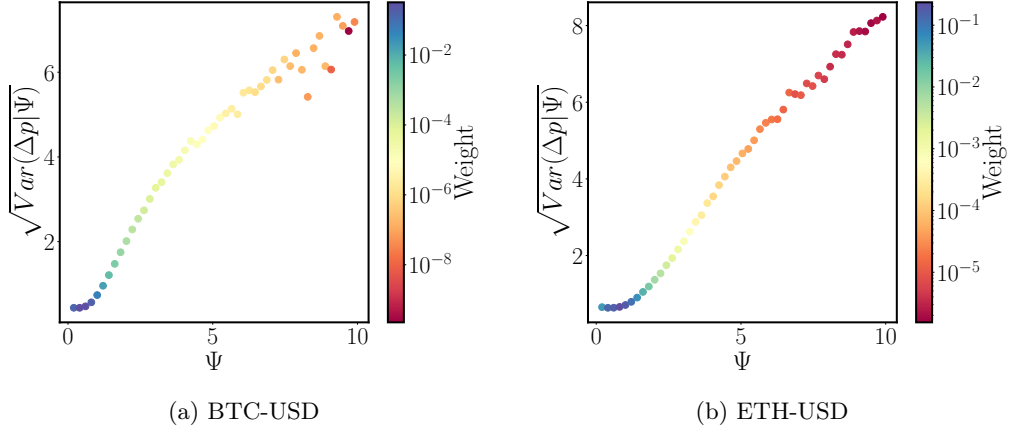 √Var(Δp|Ψ)
6
4
2
0 5 10
Ψ
10⁻²
10⁻⁴
10⁻⁶
10⁻⁸
Weight
(a) BTC-USD
√Var(Δp|Ψ)
8
6
4
2
0 5 10
Ψ
10⁻¹
10⁻²
10⁻³
10⁻⁴
10⁻⁵
Weight
(b) ETH-USD